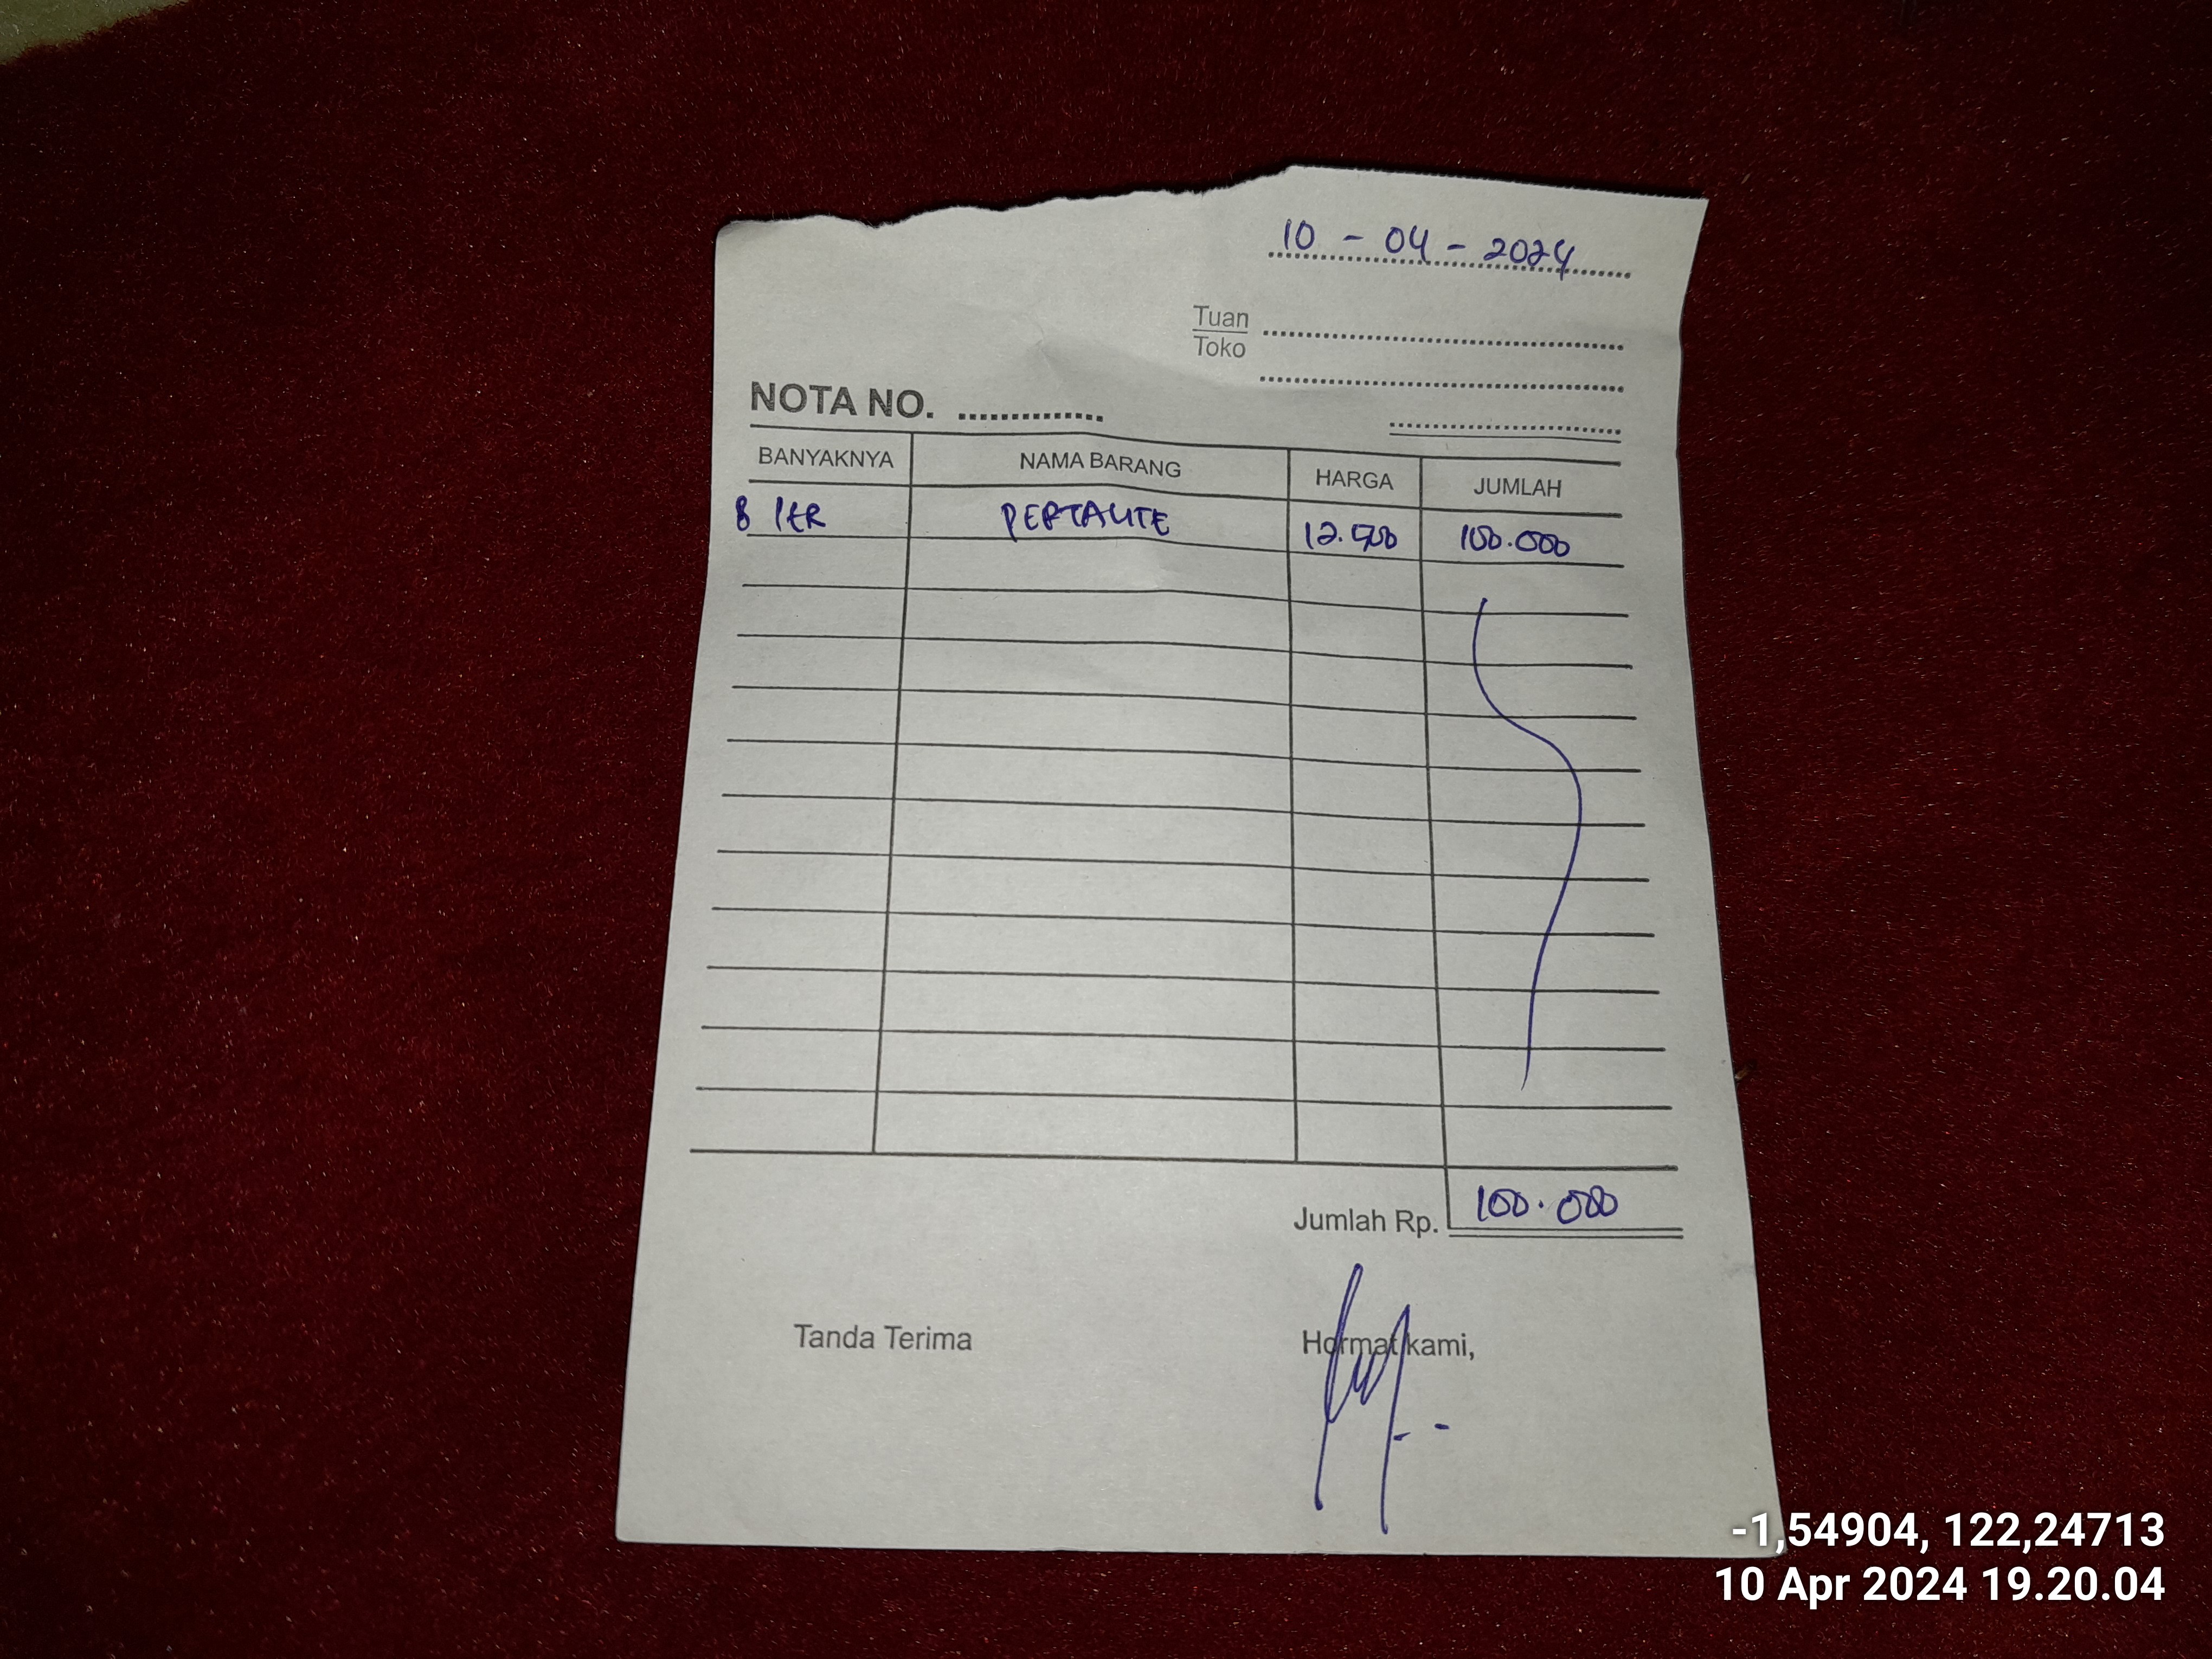 10 - 04 - 2024
Tuan
Toko
NOTA NO.
BANYAKNYA NAMA BARANG HARGA JUMLAH
8 ltR PERTALITE 12.500 100.000
Jumlah Rp. 100.000
Tanda Terima Hormat kami,
-1,54904, 122,24713
10 Apr 2024 19.20.04